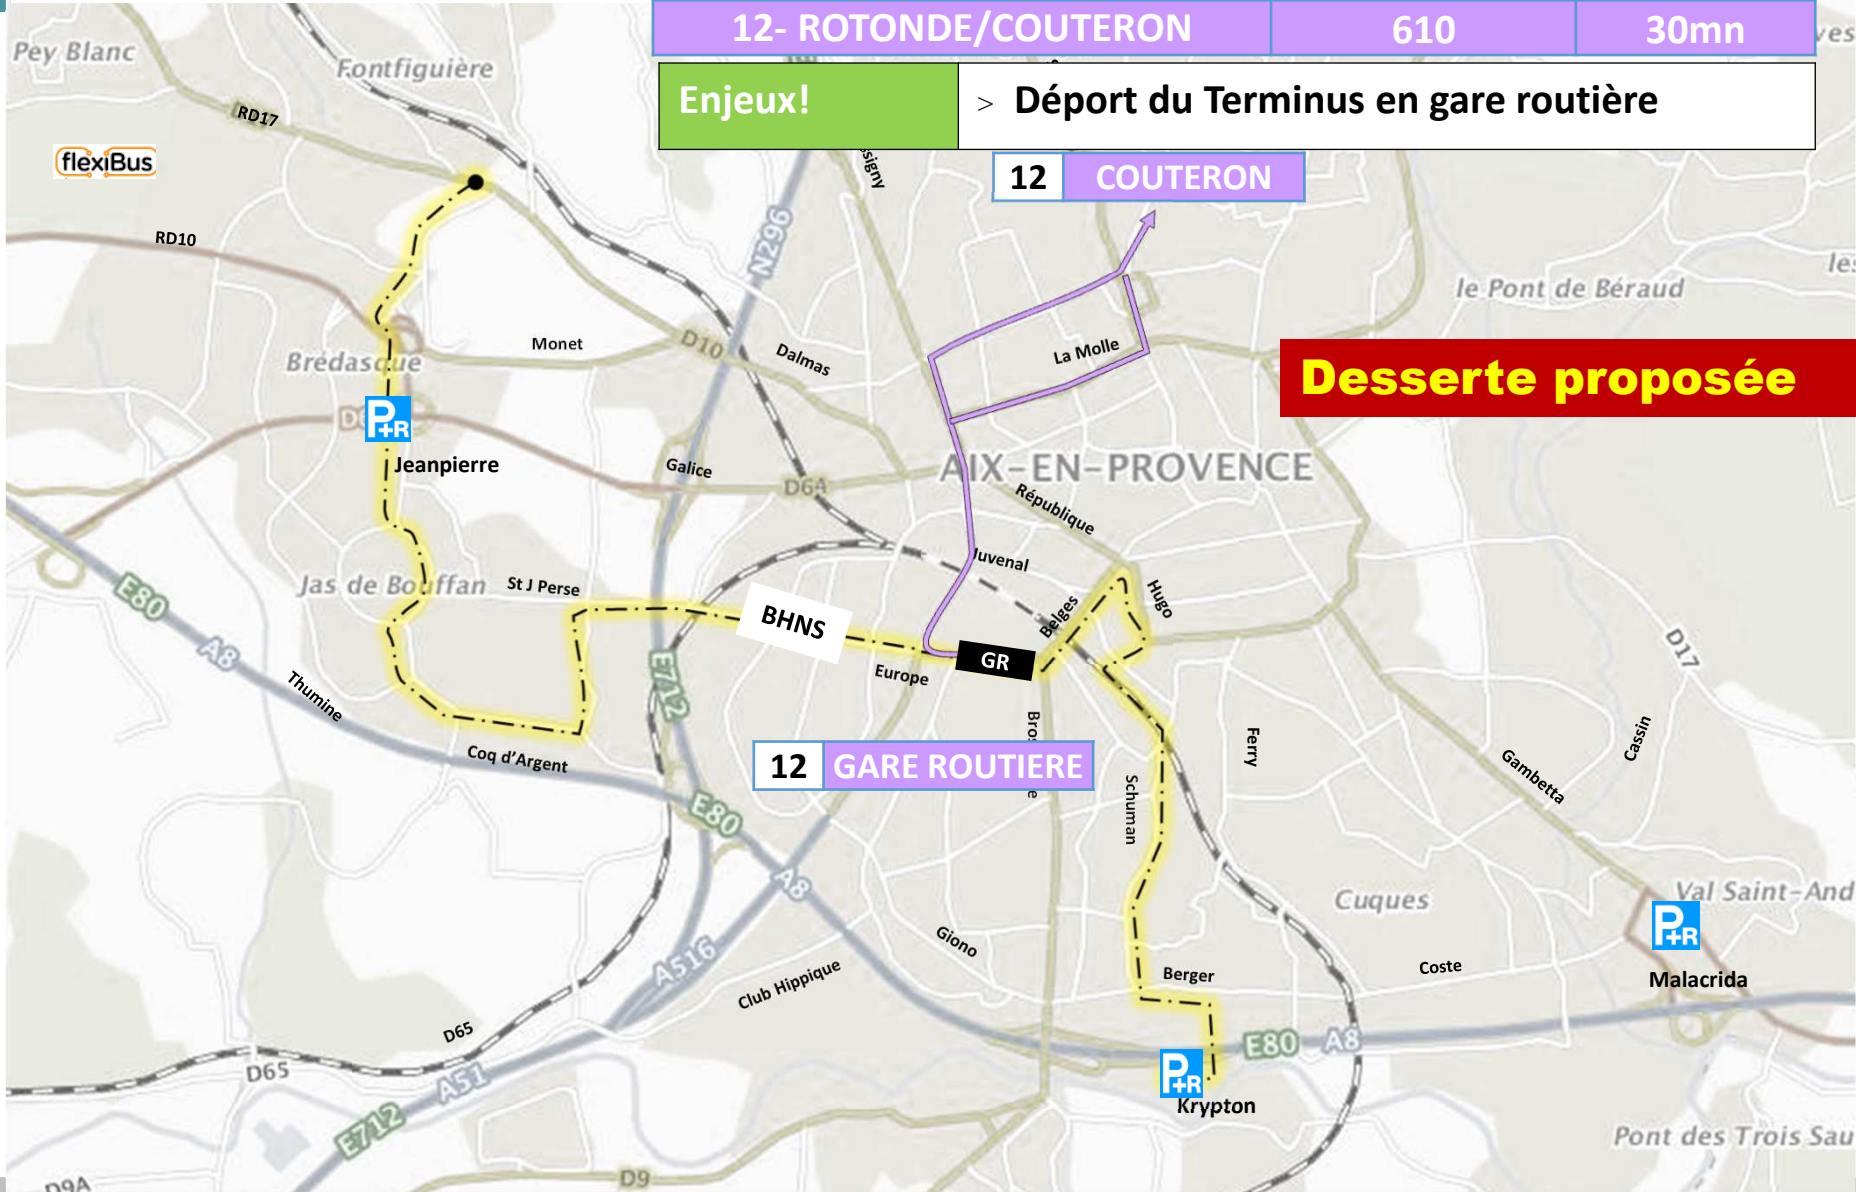 12- ROTONDE/COUTERON 610 30mn
Enjeux! > Déport du Terminus en gare routière
Pey Blanc
Fontfiguière
RD17
flexiBus
12 COUTERON
RD10
N296
le Pont de Béraud
Monet
D10
Dalmas
La Molle
Brédasque
Desserte proposée
P+R
Jeanpierre
Galice
D64
AIX-EN-PROVENCE
République
Juvenal
Jas de Bouffan
St J Perse
E80
A8
BHNS
Belges
Hugo
GR
Europe
E712
D17
Thumine
Coq d'Argent
12 GARE ROUTIERE
Schuman
Ferry
Cassin
Gambetta
E80
A8
Cuques
P+R
Malacrida
Giono
A516
Club Hippique
Berger
Coste
D65
D65
E80
A8
A51
P+R
Krypton
E712
Pont des Trois Sau
D9
D9A